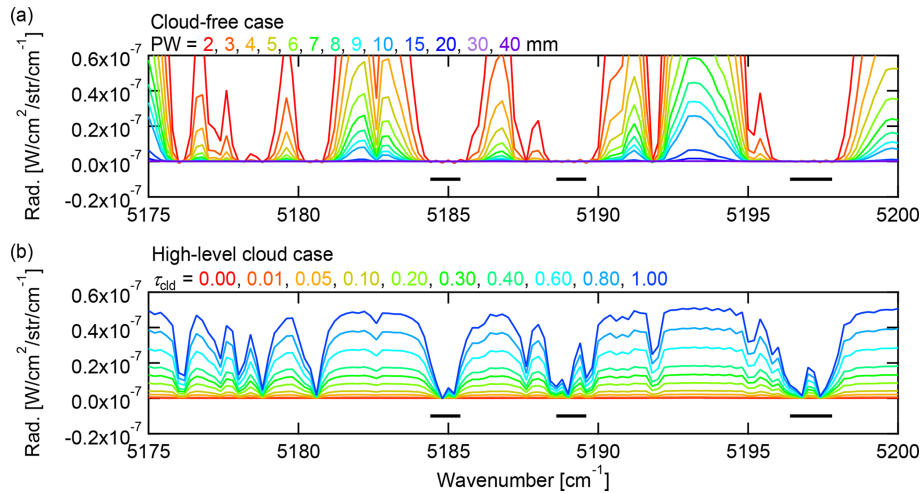 (a)
Cloud-free case
PW = 2, 3, 4, 5, 6, 7, 8, 9, 10, 15, 20, 30, 40 mm
Rad. [W/cm²/str/cm⁻¹]
0.6x10⁻⁷
0.4x10⁻⁷
0.2x10⁻⁷
0.0x10⁻⁷
-0.2x10⁻⁷
5175 5180 5185 5190 5195 5200
(b)
High-level cloud case
τcld = 0.00, 0.01, 0.05, 0.10, 0.20, 0.30, 0.40, 0.60, 0.80, 1.00
Rad. [W/cm²/str/cm⁻¹]
0.6x10⁻⁷
0.4x10⁻⁷
0.2x10⁻⁷
0.0x10⁻⁷
-0.2x10⁻⁷
5175 5180 5185 5190 5195 5200
Wavenumber [cm⁻¹]